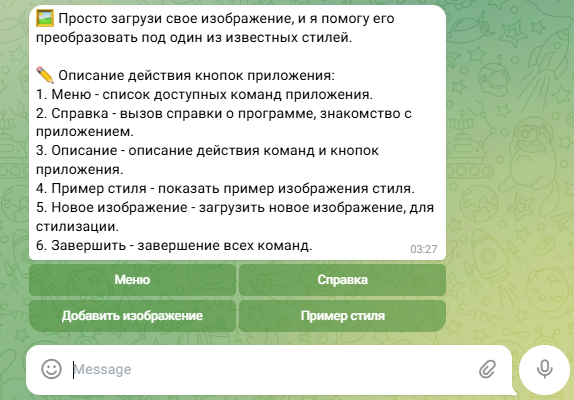 🖼️ Просто загрузи свое изображение, и я помогу его
преобразовать под один из известных стилей.
✏️ Описание действия кнопок приложения:
1. Меню - список доступных команд приложения.
2. Справка - вызов справки о программе, знакомство с
приложением.
3. Описание - описание действия команд и кнопок
приложения.
4. Пример стиля - показать пример изображения стиля.
5. Новое изображение - загрузить новое изображение, для
стилизации.
6. Завершить - завершение всех команд.
03:27
Меню
Справка
Добавить изображение
Пример стиля
Message